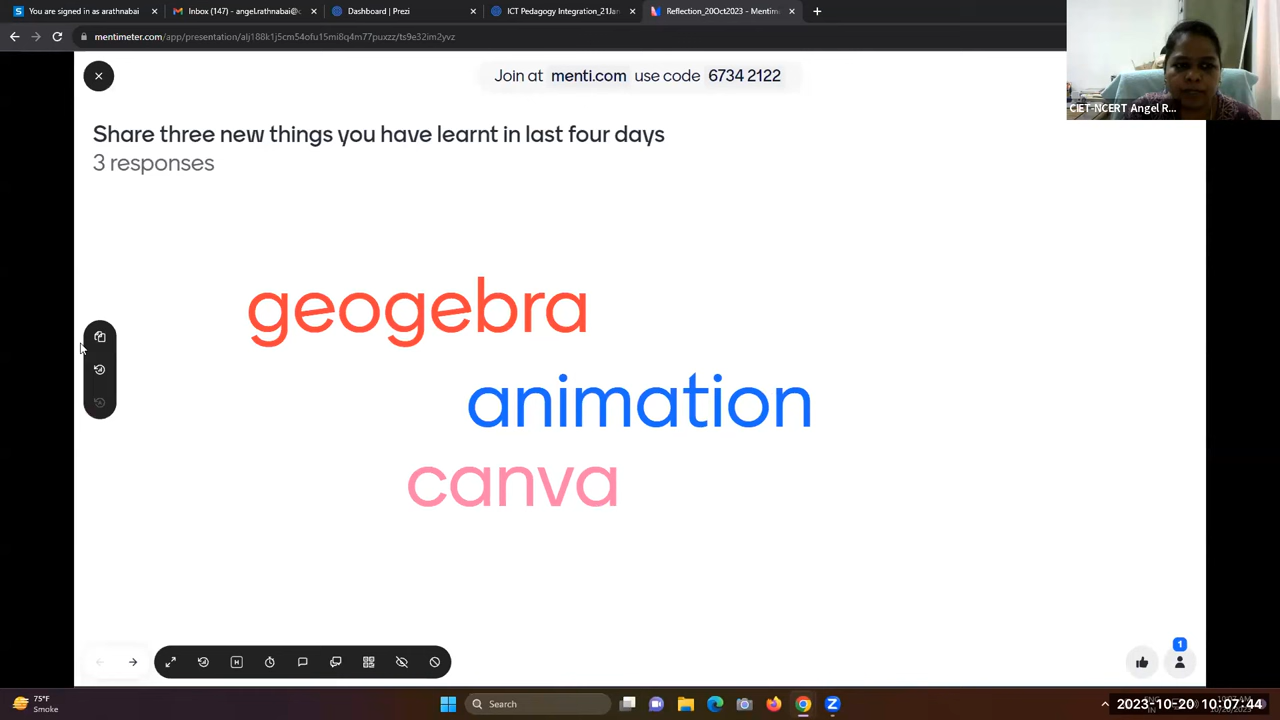 You are signed in as arathnabai
Inbox (147) - angel.rathnabai@c
Dashboard | Prezi
ICT Pedagogy Integration_21Jan
Reflection_20Oct2023 - Mentim
mentimeter.com/app/presentation/alj188k1j5cm54ofu15mi8q4m77puxzz/ts9e32im2yvz
Join at menti.com use code 6734 2122
CIET-NCERT Angel R...
Share three new things you have learnt in last four days
3 responses
geogebra
animation
canva
1
75°F
Smoke
Search
2023-10-20 10:07:44